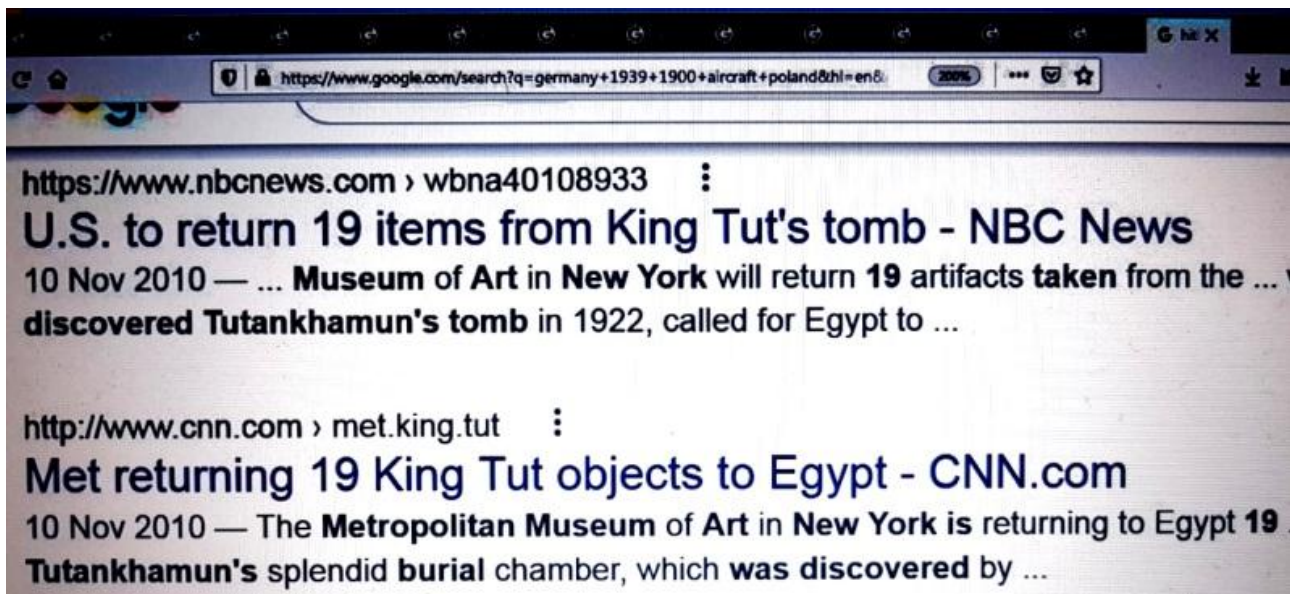 G hit X
https://www.google.com/search?q=germany+1939+1900+aircraft+poland&hl=en&
200%
https://www.nbcnews.com › wbna40108933
U.S. to return 19 items from King Tut's tomb - NBC News
10 Nov 2010 — ... Museum of Art in New York will return 19 artifacts taken from the ...
discovered Tutankhamun's tomb in 1922, called for Egypt to ...
http://www.cnn.com › met.king.tut
Met returning 19 King Tut objects to Egypt - CNN.com
10 Nov 2010 — The Metropolitan Museum of Art in New York is returning to Egypt 19
Tutankhamun's splendid burial chamber, which was discovered by ...